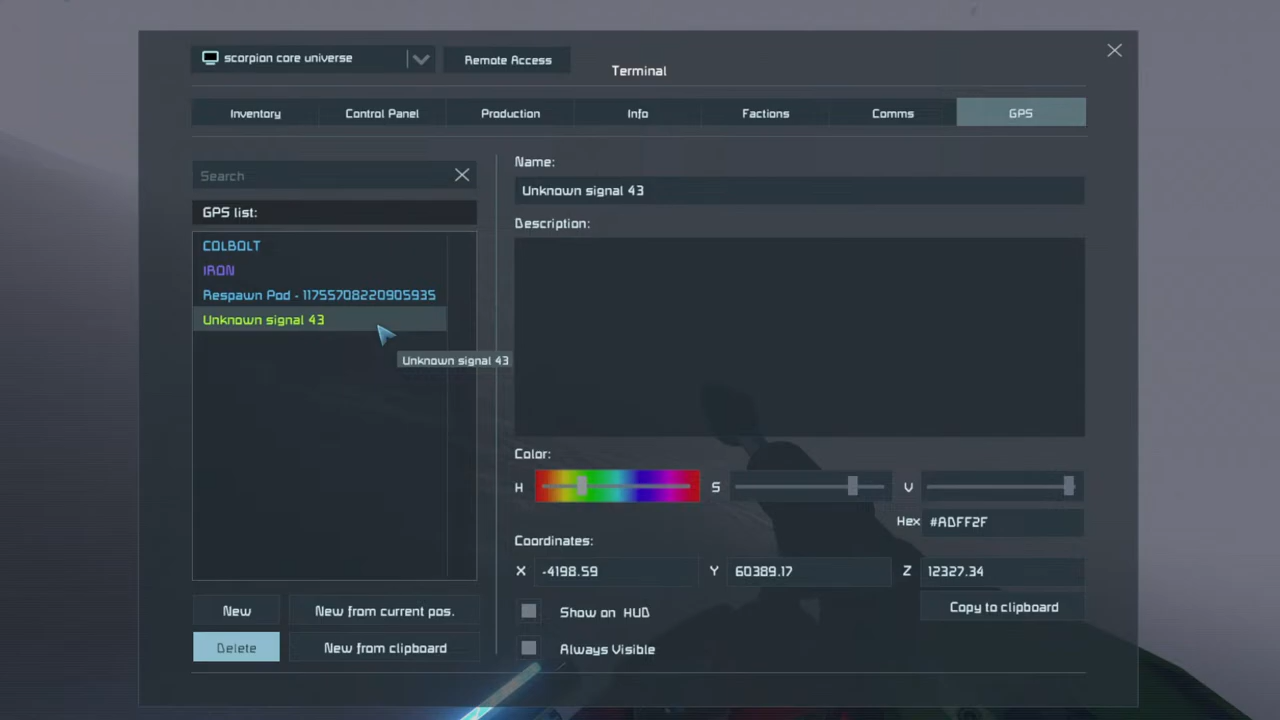 scorpion core universe
Remote Access
Terminal
Inventory
Control Panel
Production
Info
Factions
Comms
GPS
Search
GPS list:
COLBOLT
IRON
Respawn Pod - 11755708220905935
Unknown signal 43
Unknown signal 43
New
New from current pos.
Delete
New from clipboard
Name:
Unknown signal 43
Description:
Color:
H
S
V
Hex #ADFF2F
Coordinates:
X -4198.59
Y 60389.17
Z 12327.34
Show on HUD
Copy to clipboard
Always Visible